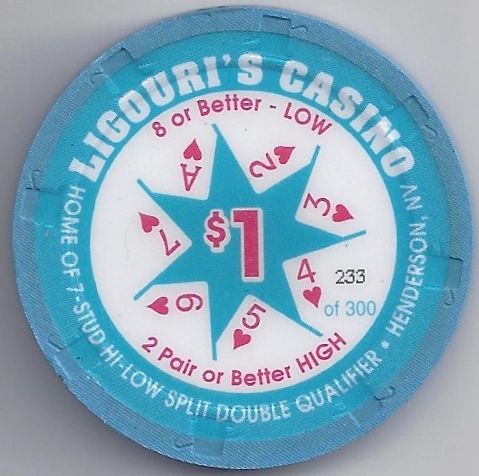 LIGOURI'S CASINO
8 or Better - LOW
A
2
3
4
5
6
7
$1
233
of 300
2 Pair or Better HIGH
HOME OF 7-STUD HI-LOW SPLIT DOUBLE QUALIFIER • HENDERSON, NV